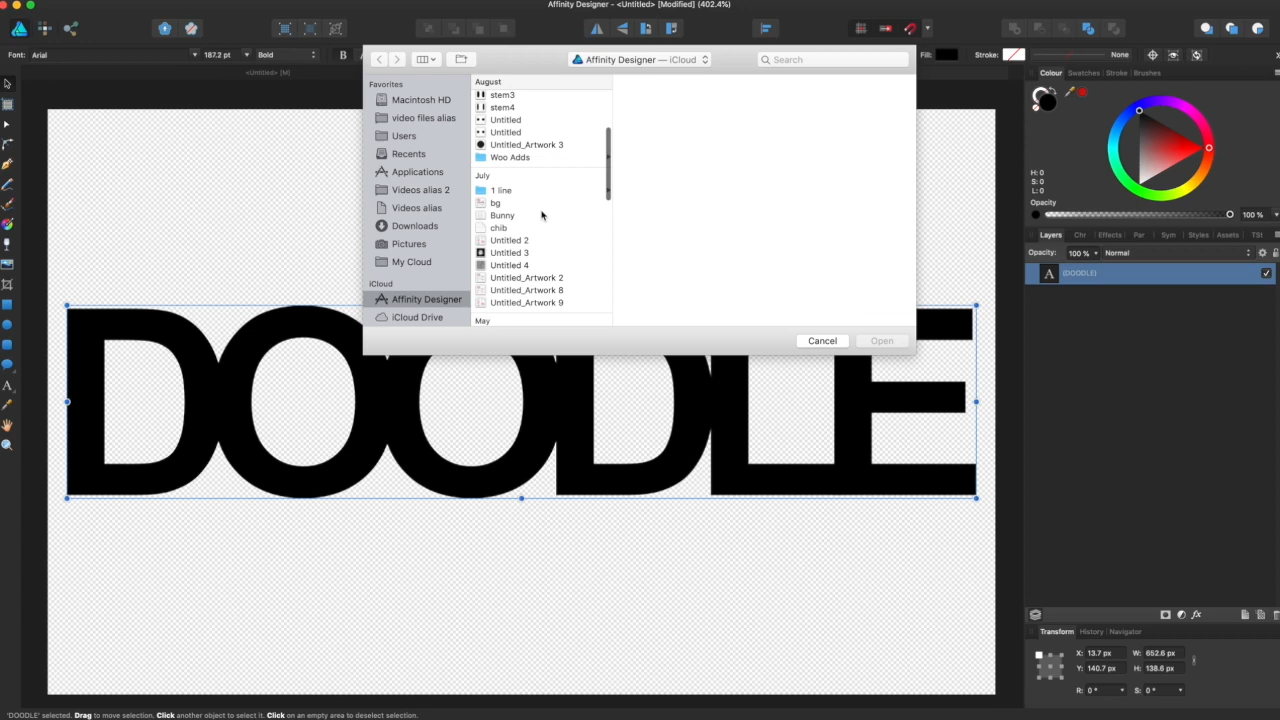 Affinity Designer - <Untitled> [Modified] (402.4%)
Font: Arial 187.2 pt Bold B Fill: Stroke: None
<Untitled> [M]
Affinity Designer — iCloud
Search
Favorites
Macintosh HD
video files alias
Users
Recents
Applications
Videos alias 2
Videos alias
Downloads
Pictures
My Cloud
iCloud
Affinity Designer
iCloud Drive
August
stem3
stem4
Untitled
Untitled
Untitled_Artwork 3
Woo Adds
July
1 line
bg
Bunny
chib
Untitled 2
Untitled 3
Untitled 4
Untitled_Artwork 2
Untitled_Artwork 8
Untitled_Artwork 9
May
Cancel Open
DOODLE
Colour Swatches Stroke Brushes
H: 0
S: 0
L: 0
Opacity
100 %
Layers Chr Effects Par Sym Styles Assets TSt
Opacity: 100 % Normal
A (DOODLE)
Transform History Navigator
X: 13.7 px W: 652.6 px
Y: 140.7 px H: 138.6 px
R: 0 ° S: 0 °
'DOODLE' selected. Drag to move selection. Click another object to select it. Click on an empty area to deselect selection.